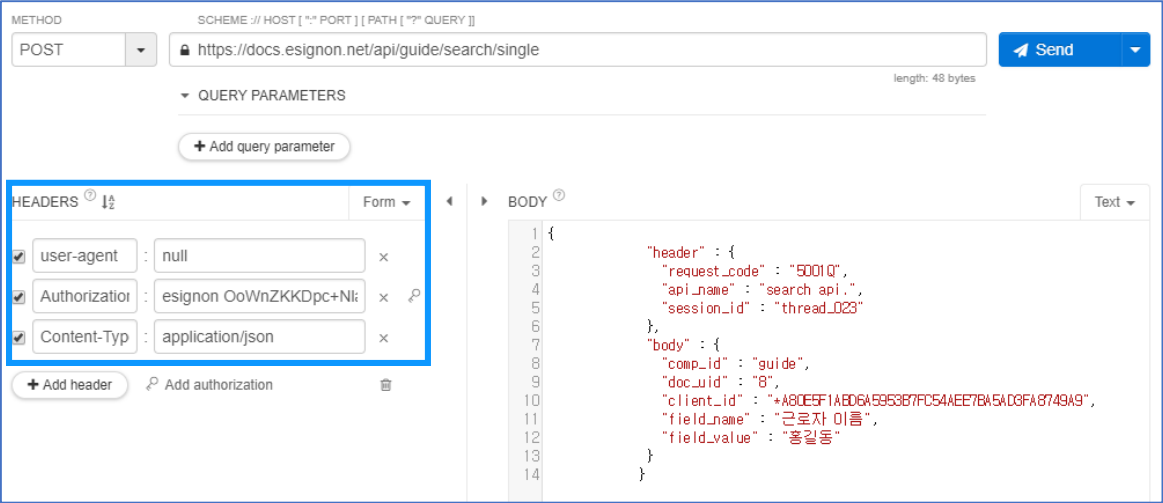 METHOD
SCHEME :// HOST [ ":" PORT ] [ PATH [ "?" QUERY ]]
POST
https://docs.esignon.net/api/guide/search/single
Send
length: 48 bytes
QUERY PARAMETERS
+ Add query parameter
HEADERS ? Form
BODY ? Text
user-agent : null ×
Authorization : esignon OoWnZKKDpc+Nl ×
Content-Typ : application/json ×
+ Add header Add authorization
1 {
2 "header" : {
3 "request_code" : "5001Q",
4 "api_name" : "search api.",
5 "session_id" : "thread_023"
6 },
7 "body" : {
8 "comp_id" : "guide",
9 "doc_uid" : "8",
10 "client_id" : "*A80E5F1ABD6A5953B7FC54AEE7BA5AD3FA8749A9",
11 "field_name" : "근로자 이름",
12 "field_value" : "홍길동"
13 }
14 }